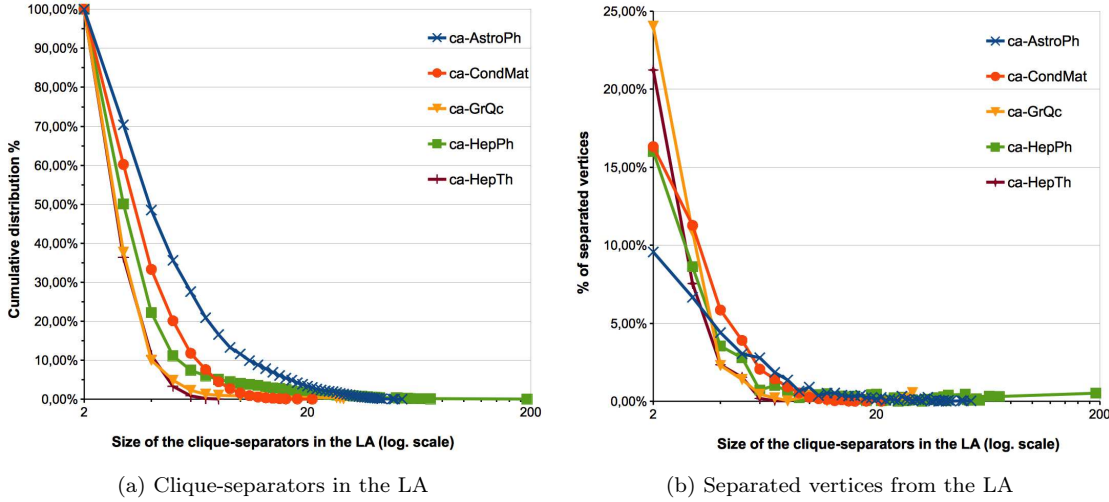 100,00%
90,00%
80,00%
70,00%
60,00%
50,00%
40,00%
30,00%
20,00%
10,00%
0,00%
2
20
200
Cumulative distribution %
Size of the clique-separators in the LA (log. scale)
ca-AstroPh
ca-CondMat
ca-GrQc
ca-HepPh
ca-HepTh
(a) Clique-separators in the LA
25,00%
20,00%
15,00%
10,00%
5,00%
0,00%
2
20
200
% of separated vertices
Size of the clique-separators in the LA (log. scale)
ca-AstroPh
ca-CondMat
ca-GrQc
ca-HepPh
ca-HepTh
(b) Separated vertices from the LA